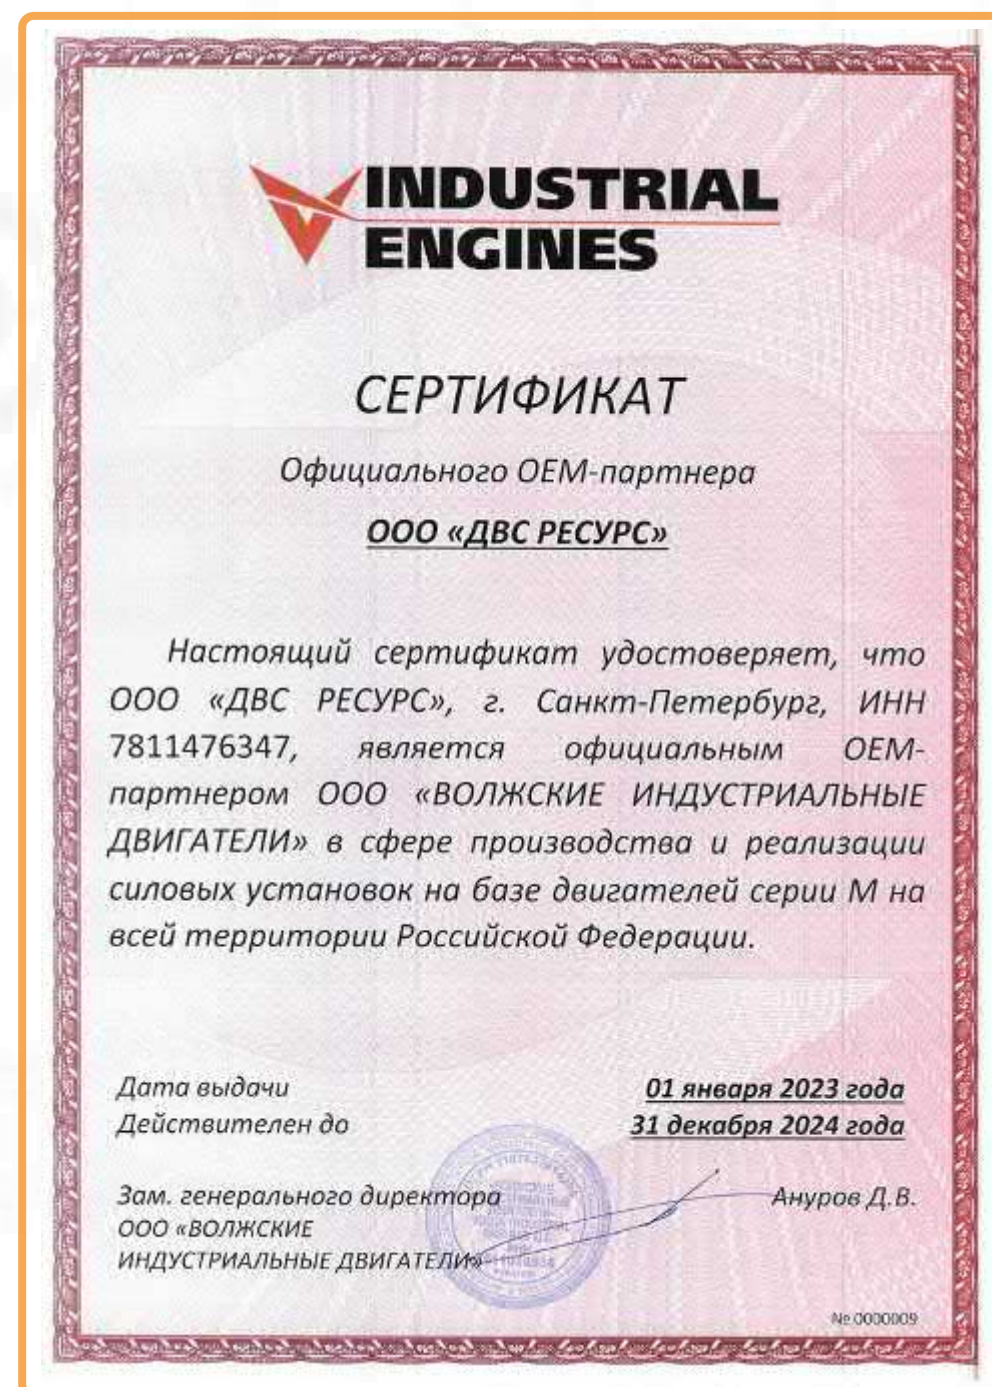 INDUSTRIAL
ENGINES
СЕРТИФИКАТ
Официального ОЕМ-партнера
ООО «ДВС РЕСУРС»
Настоящий сертификат удостоверяет, что
ООО «ДВС РЕСУРС», г. Санкт-Петербург, ИНН
7811476347, является официальным ОЕМ-
партнером ООО «ВОЛЖСКИЕ ИНДУСТРИАЛЬНЫЕ
ДВИГАТЕЛИ» в сфере производства и реализации
силовых установок на базе двигателей серии М на
всей территории Российской Федерации.
Дата выдачи 01 января 2023 года
Действителен до 31 декабря 2024 года
Зам. генерального директора Ануров Д.В.
ООО «ВОЛЖСКИЕ
ИНДУСТРИАЛЬНЫЕ ДВИГАТЕЛИ»
№ 0000009